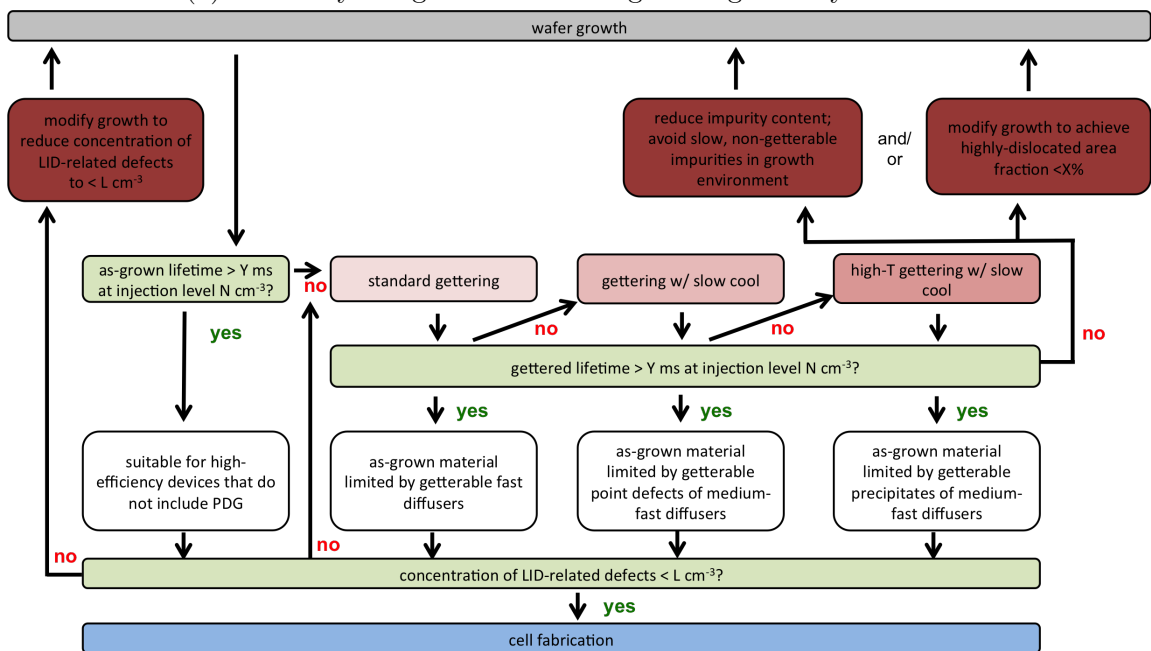 wafer growth
modify growth to
reduce concentration of
LID-related defects
to < L cm⁻³
reduce impurity content;
avoid slow, non-getterable
impurities in growth
environment
and/
or
modify growth to achieve
highly-dislocated area
fraction <X%
as-grown lifetime > Y ms
at injection level N cm⁻³?
no
standard gettering
gettering w/ slow cool
high-T gettering w/ slow
cool
yes
no
no
no
gettered lifetime > Y ms at injection level N cm⁻³?
yes
yes
yes
suitable for high-
efficiency devices that do
not include PDG
as-grown material
limited by getterable fast
diffusers
as-grown material
limited by getterable
point defects of medium-
fast diffusers
as-grown material
limited by getterable
precipitates of medium-
fast diffusers
no
no
concentration of LID-related defects < L cm⁻³?
yes
cell fabrication